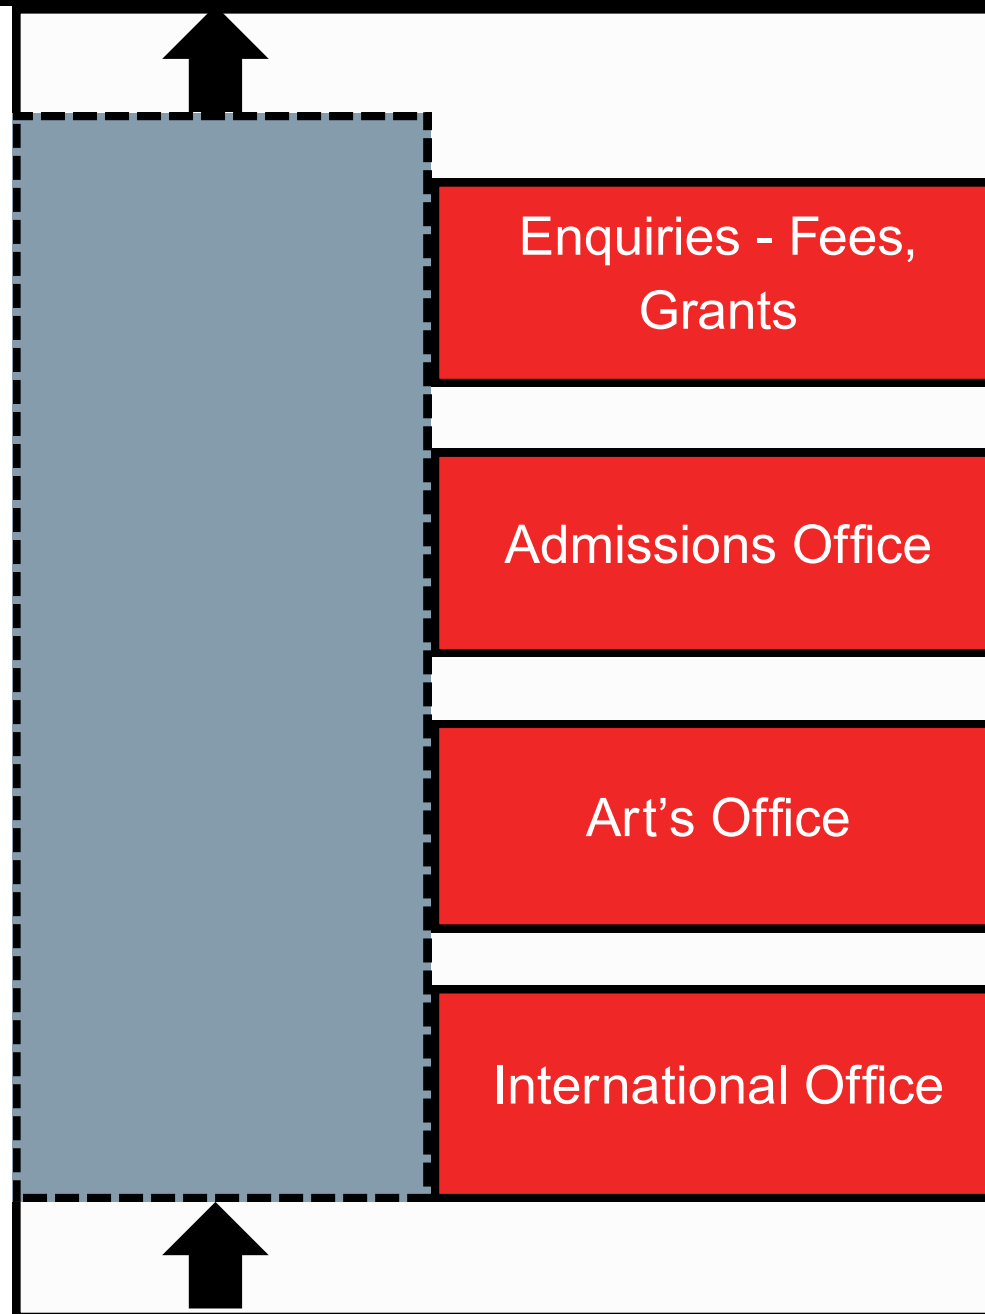 Enquiries - Fees,
Grants
Admissions Office
Art’s Office
International Office